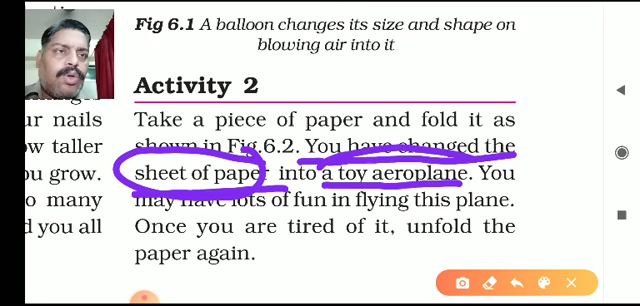 Fig 6.1 A balloon changes its size and shape on
blowing air into it
Activity 2
ur nails
ow taller
ou grow.
o many
d you all
Take a piece of paper and fold it as
shown in Fig.6.2. You have changed the
sheet of paper into a toy aeroplane. You
may have lots of fun in flying this plane.
Once you are tired of it, unfold the
paper again.